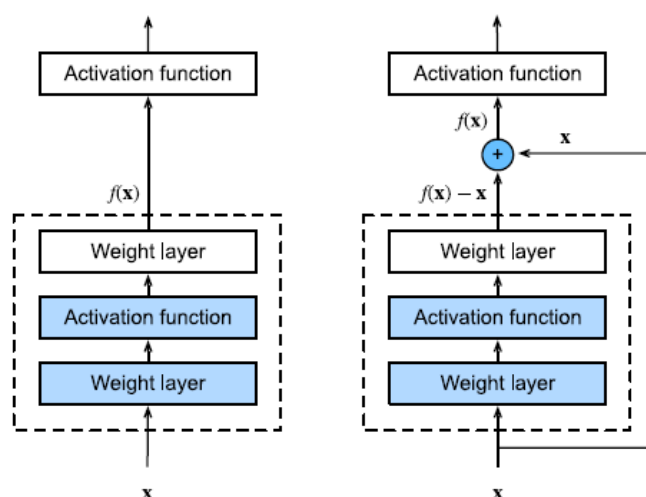 Activation function
f(x)
Weight layer
Activation function
Weight layer
x
Activation function
f(x)
+
x
f(x) − x
Weight layer
Activation function
Weight layer
x